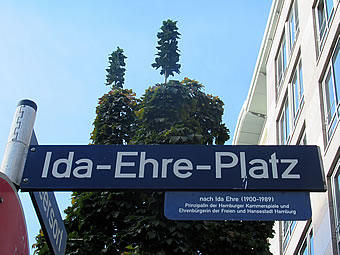 Ida-Ehre-Platz
nach Ida Ehre (1900-1989)
Prinzipalin der Hamburger Kammerspiele und
Ehrenbürgerin der Freien und Hansestadt Hamburg